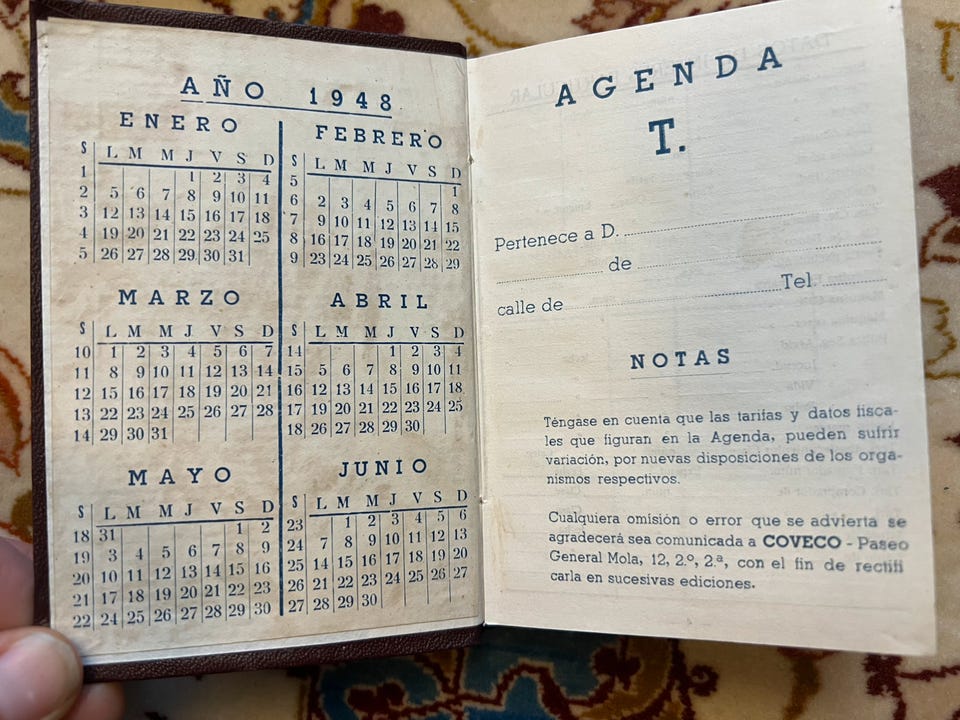 AÑO 1948
ENERO
S L M M J V S D
1 1 2 3 4
2 5 6 7 8 9 10 11
3 12 13 14 15 16 17 18
4 19 20 21 22 23 24 25
5 26 27 28 29 30 31
FEBRERO
S L M M J V S D
5 1
6 2 3 4 5 6 7 8
7 9 10 11 12 13 14 15
8 16 17 18 19 20 21 22
9 23 24 25 26 27 28 29
MARZO
S L M M J V S D
10 1 2 3 4 5 6 7
11 8 9 10 11 12 13 14
12 15 16 17 18 19 20 21
13 22 23 24 25 26 27 28
14 29 30 31
ABRIL
S L M M J V S D
14 1 2 3 4
15 5 6 7 8 9 10 11
16 12 13 14 15 16 17 18
17 19 20 21 22 23 24 25
18 26 27 28 29 30
MAYO
S L M M J V S D
18 31 1 2
19 3 4 5 6 7 8 9
20 10 11 12 13 14 15 16
21 17 18 19 20 21 22 23
22 24 25 26 27 28 29 30
JUNIO
S L M M J V S D
23 1 2 3 4 5 6
24 7 8 9 10 11 12 13
25 14 15 16 17 18 19 20
26 21 22 23 24 25 26 27
27 28 29 30
AGENDA
T.
Pertenece a D.
de
calle de Tel.
NOTAS
Téngase en cuenta que las tarifas y datos fisca-
les que figuran en la Agenda, pueden sufrir
variación, por nuevas disposiciones de los orga-
nismos respectivos.
Cualquiera omisión o error que se advierta se
agradecerá sea comunicada a COVECO - Paseo
General Mola, 12, 2.º, 2.ª, con el fin de rectifi
carla en sucesivas ediciones.